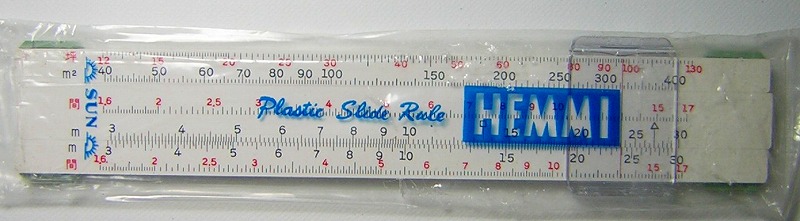 坪 12 15 20 25 30 40 50 60 80 90 100 130
m² 40 50 60 70 80 90 100 150 200 250 300 400
SUN
Plastic Slide Rule
HEMMI
間 1.6 2 2.5 3 4 5 6 7 9 10 15 17
m 3 4 5 6 7 8 9 10 15 20 25 30
m 3 4 5 6 7 8 9 10 15 20 25 30
間 1.6 2 2.5 3 4 5 6 7 8 9 10 15 17